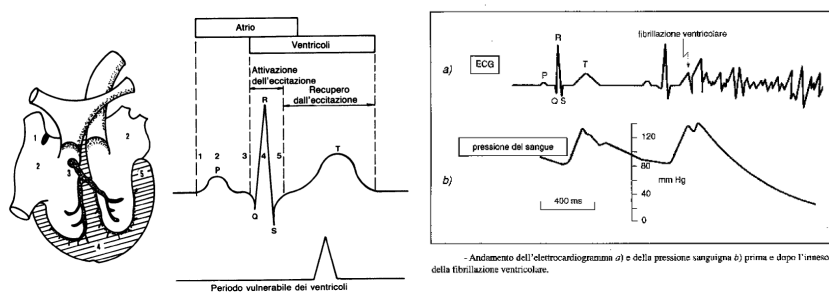 1
2
2
3
5
4
Atrio
Ventricoli
Attivazione
dell'eccitazione
Recupero
dall'eccitazione
R
T
1 2 3 4 5
P
Q
S
Periodo vulnerabile dei ventricoli
fibrillazione ventricolare
R
a) ECG
P
T
Q S
pressione del sangue
120
80
mm Hg
40
0
b)
400 ms
- Andamento dell'elettrocardiogramma a) e della pressione sanguigna b) prima e dopo l'innesco
della fibrillazione ventricolare.